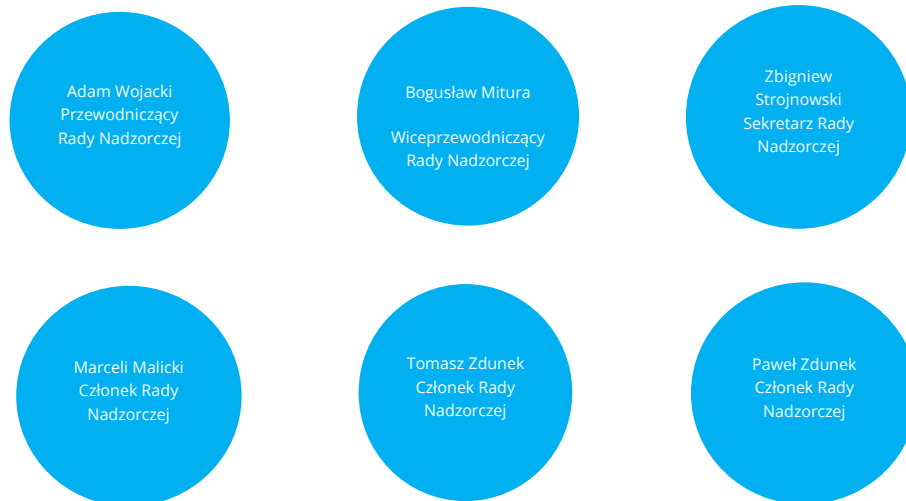 Adam Wojacki
Przewodniczący
Rady Nadzorczej
Bogusław Mitura
Wiceprzewodniczący
Rady Nadzorczej
Zbigniew
Strojnowski
Sekretarz Rady
Nadzorczej
Marceli Malicki
Członek Rady
Nadzorczej
Tomasz Zdunek
Członek Rady
Nadzorczej
Paweł Zdunek
Członek Rady
Nadzorczej